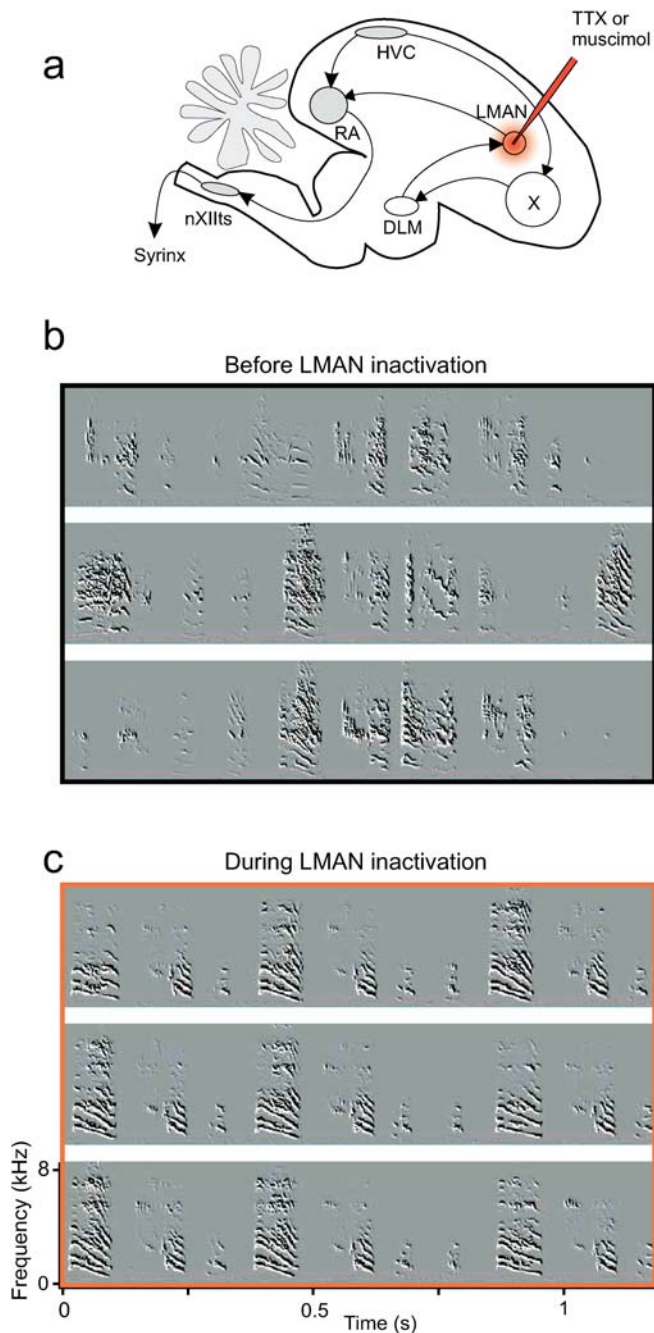 a
TTX or
muscimol
HVC
LMAN
RA
X
nXIIts
DLM
Syrinx
b
Before LMAN inactivation
c
During LMAN inactivation
Frequency (kHz)
8
0
0
0.5
1
Time (s)